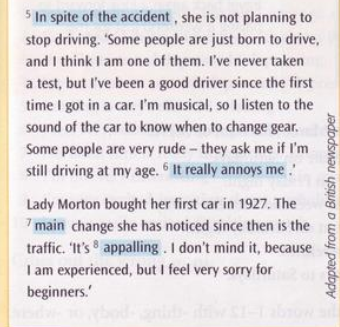 5 In spite of the accident , she is not planning to
stop driving. ‘Some people are just born to drive,
and I think I am one of them. I’ve never taken
a test, but I’ve been a good driver since the first
time I got in a car. I’m musical, so I listen to the
sound of the car to know when to change gear.
Some people are very rude – they ask me if I’m
still driving at my age. 6 It really annoys me .’
Lady Morton bought her first car in 1927. The
7 main change she has noticed since then is the
traffic. ‘It’s 8 appalling . I don’t mind it, because
I am experienced, but I feel very sorry for
beginners.’
Adapted from a British newspaper